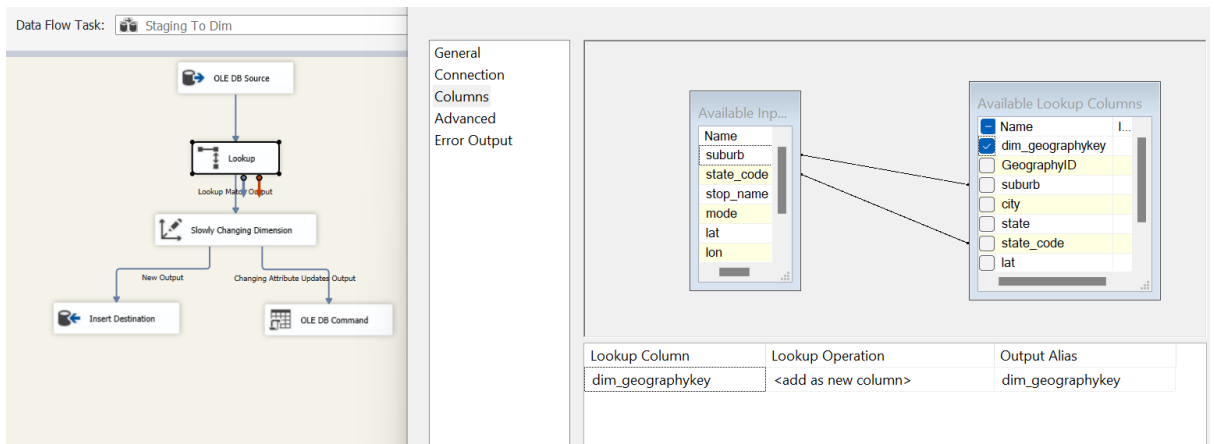 Data Flow Task: Staging To Dim
OLE DB Source
Lookup
Lookup Match Output
Slowly Changing Dimension
New Output
Changing Attribute Updates Output
Insert Destination
OLE DB Command
General
Connection
Columns
Advanced
Error Output
Available Inp...
Name
suburb
state_code
stop_name
mode
lat
lon
Available Lookup Columns
Name I...
dim_geographykey
GeographyID
suburb
city
state
state_code
lat
Lookup Column Lookup Operation Output Alias
dim_geographykey <add as new column> dim_geographykey